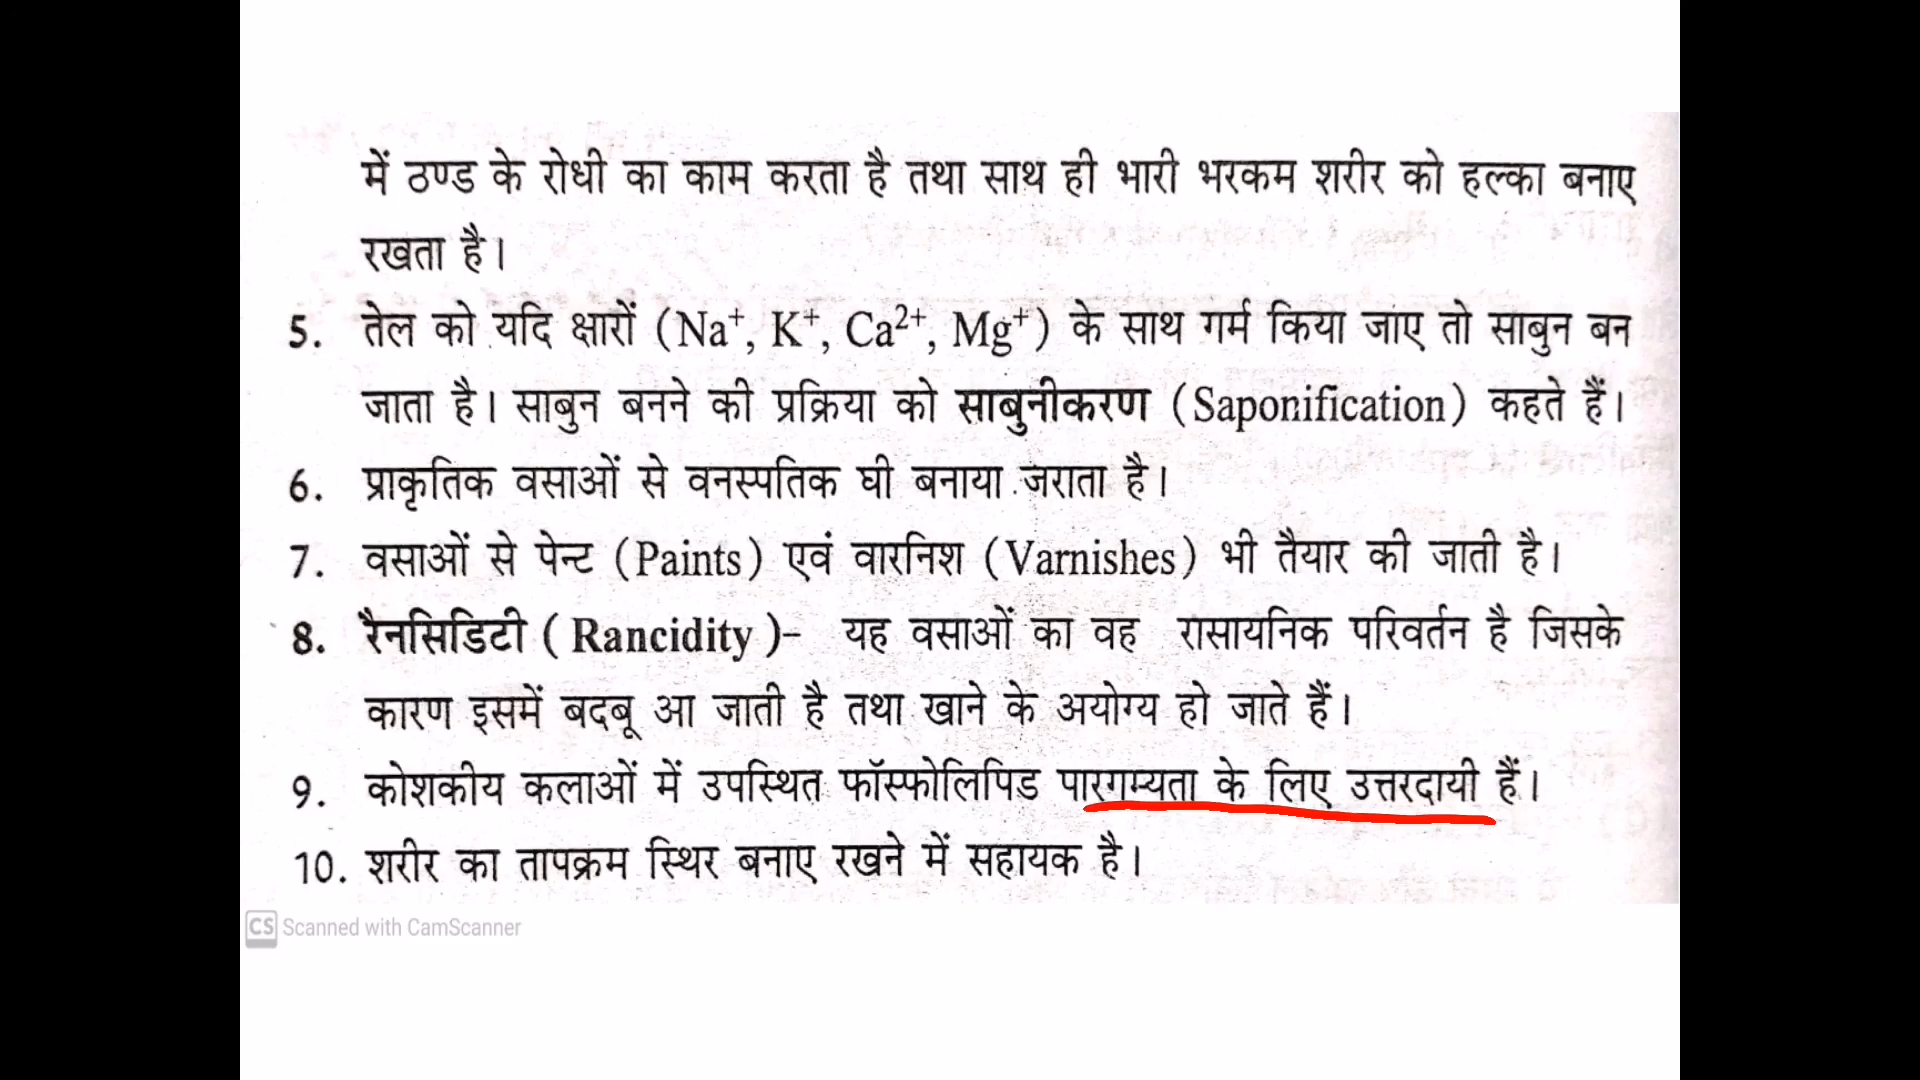 में ठण्ड के रोधी का काम करता है तथा साथ ही भारी भरकम शरीर को हल्का बनाए
रखता है।
5. तेल को यदि क्षारों (Na⁺, K⁺, Ca²⁺, Mg⁺) के साथ गर्म किया जाए तो साबुन बन
जाता है। साबुन बनने की प्रक्रिया को साबुनीकरण (Saponification) कहते हैं।
6. प्राकृतिक वसाओं से वनस्पतिक घी बनाया जराता है।
7. वसाओं से पेन्ट (Paints) एवं वारनिश (Varnishes) भी तैयार की जाती है।
8. रैनसिडिटी ( Rancidity )- यह वसाओं का वह रासायनिक परिवर्तन है जिसके
कारण इसमें बदबू आ जाती है तथा खाने के अयोग्य हो जाते हैं।
9. कोशकीय कलाओं में उपस्थित फॉस्फोलिपिड पारगम्यता के लिए उत्तरदायी हैं।
10. शरीर का तापक्रम स्थिर बनाए रखने में सहायक है।
CS Scanned with CamScanner